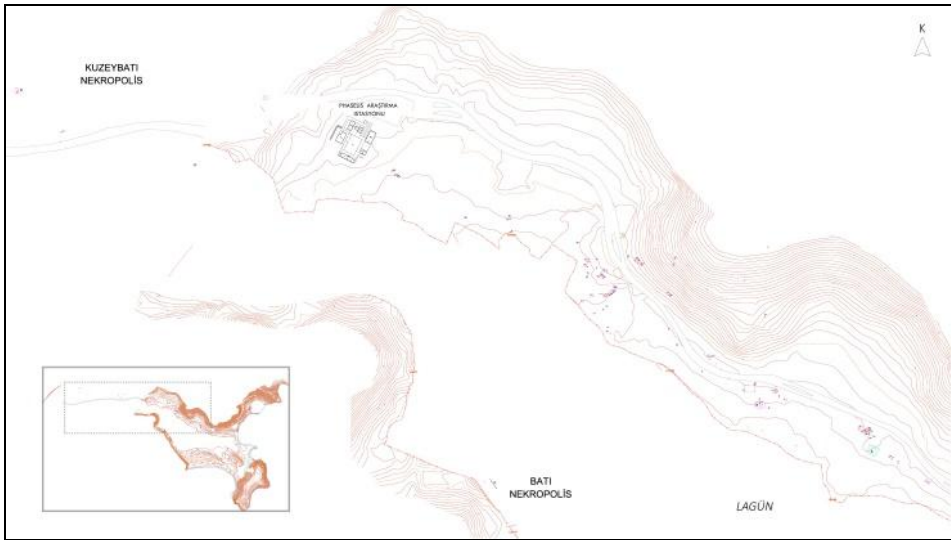 K
KUZEYBATI
NEKROPOLİS
PHASELIS ARAŞTIRMA
İSTASYONU
BATI
NEKROPOLİS
LAGÜN